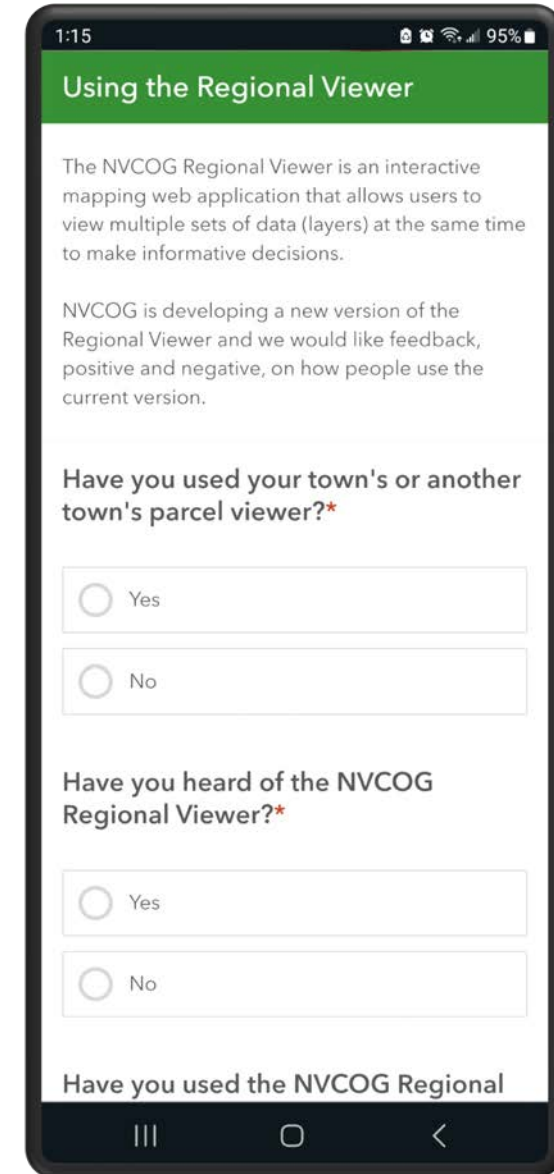 1:15
95%
Using the Regional Viewer
The NVCOG Regional Viewer is an interactive
mapping web application that allows users to
view multiple sets of data (layers) at the same time
to make informative decisions.
NVCOG is developing a new version of the
Regional Viewer and we would like feedback,
positive and negative, on how people use the
current version.
Have you used your town's or another
town's parcel viewer?*
Yes
No
Have you heard of the NVCOG
Regional Viewer?*
Yes
No
Have you used the NVCOG Regional